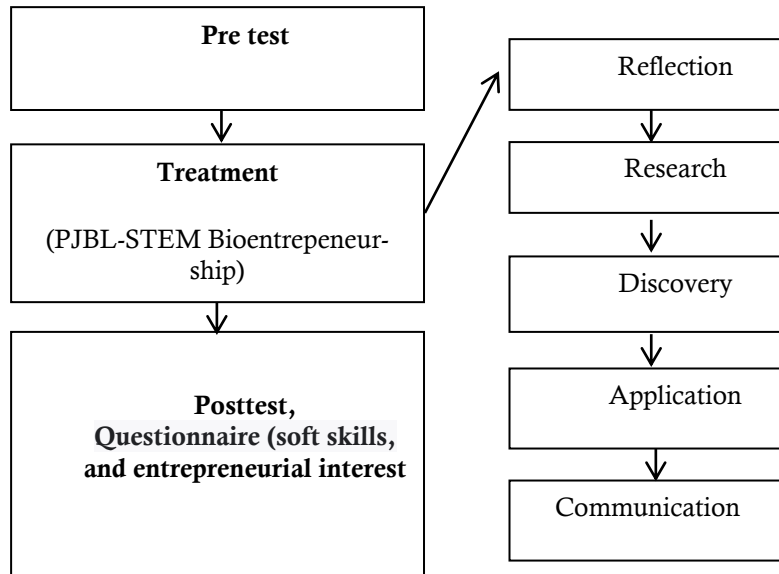 Pre test
Treatment
(PJBL-STEM Bioentrepeneur-
ship)
Posttest,
Questionnaire (soft skills,
and entrepreneurial interest
Reflection
Research
Discovery
Application
Communication